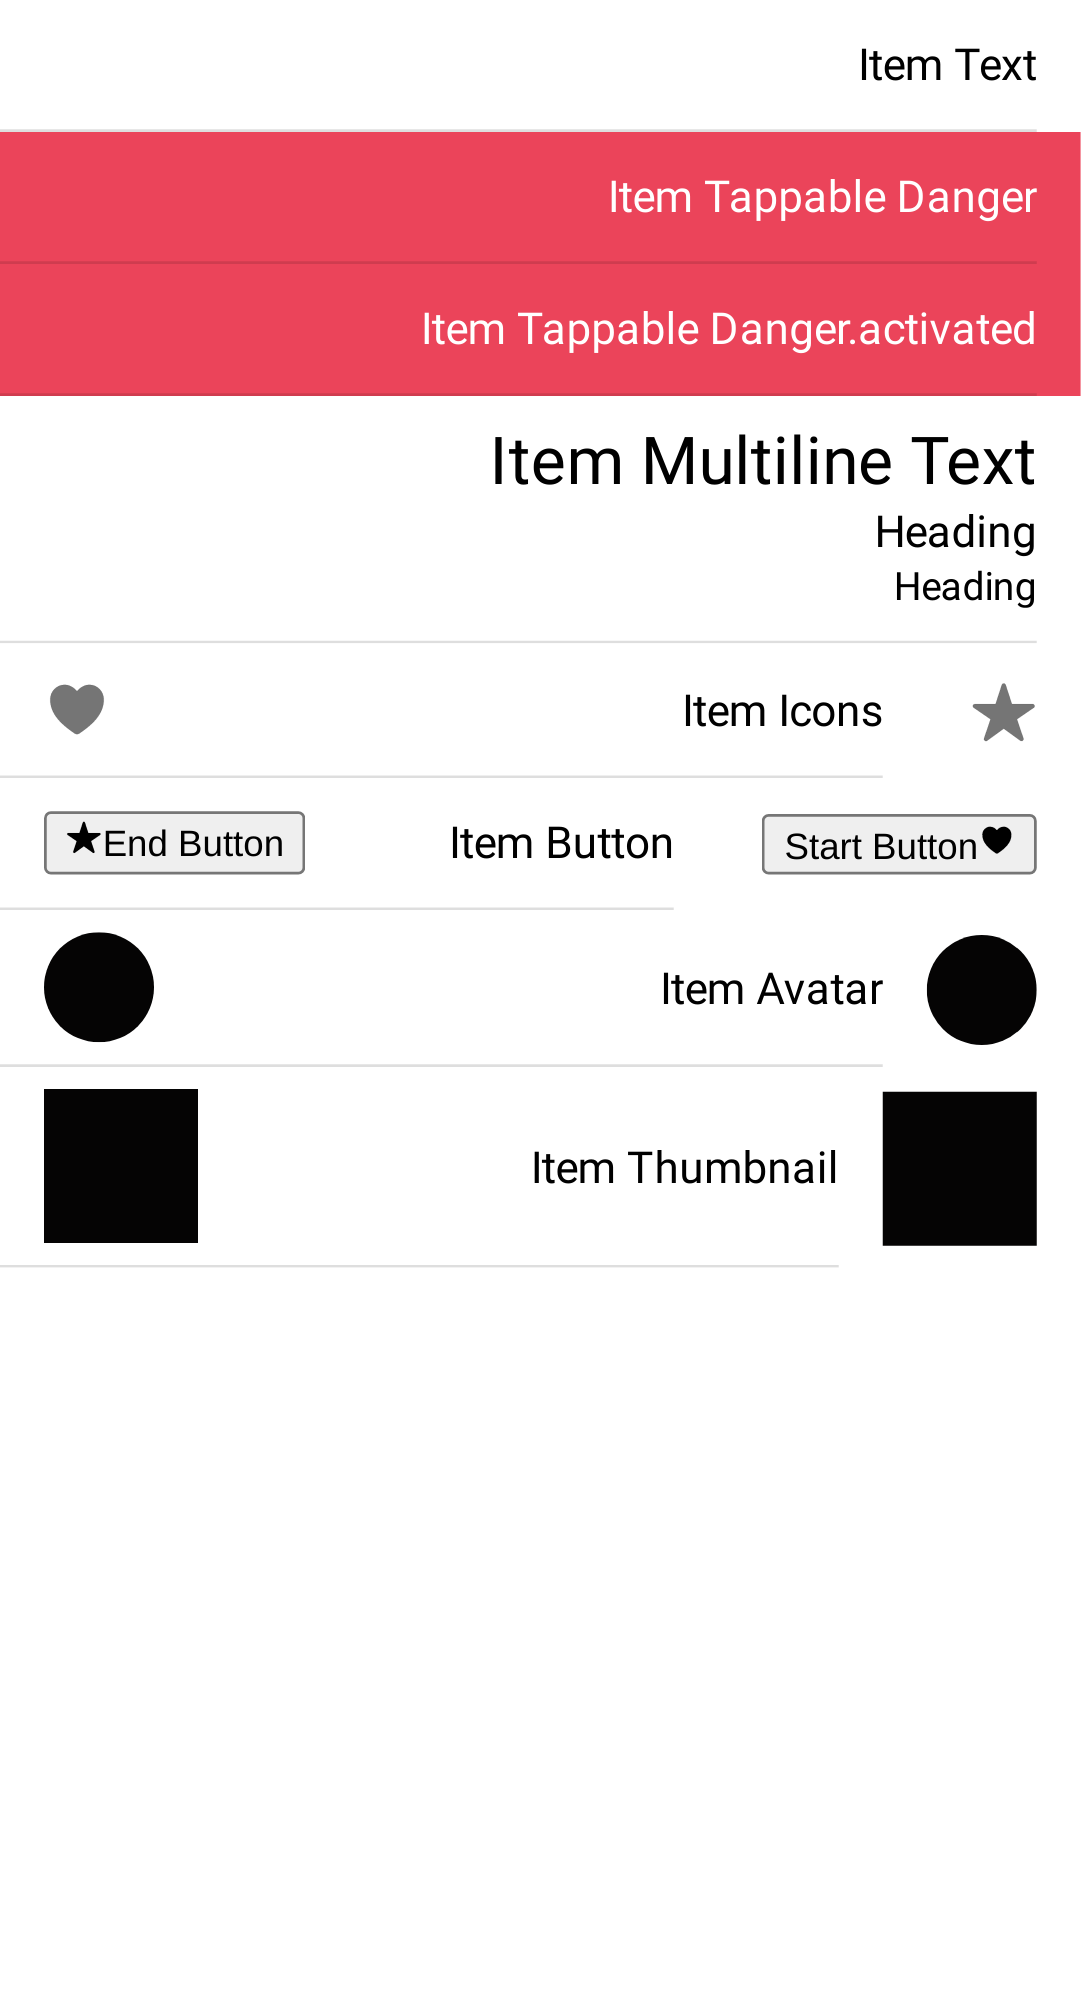 Item Text
Item Tappable Danger
Item Tappable Danger.activated
Item Multiline Text
Heading
Heading
Item Icons
End Button Item Button Start Button
Item Avatar
Item Thumbnail